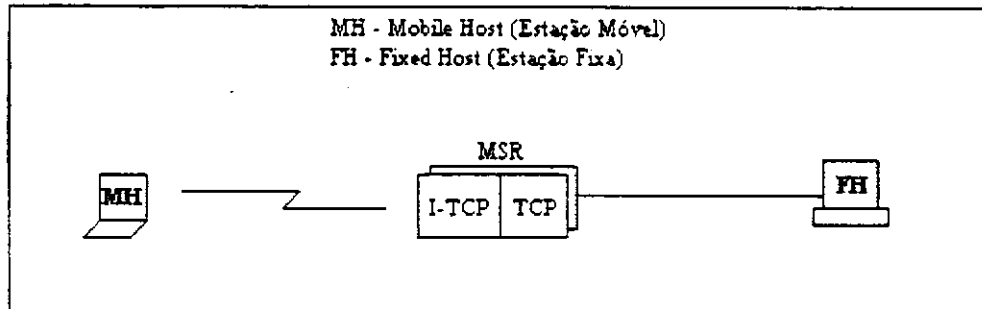 MH - Mobile Host (Estação Móvel)
FH - Fixed Host (Estação Fixa)
MSR
MH
I-TCP TCP
FH